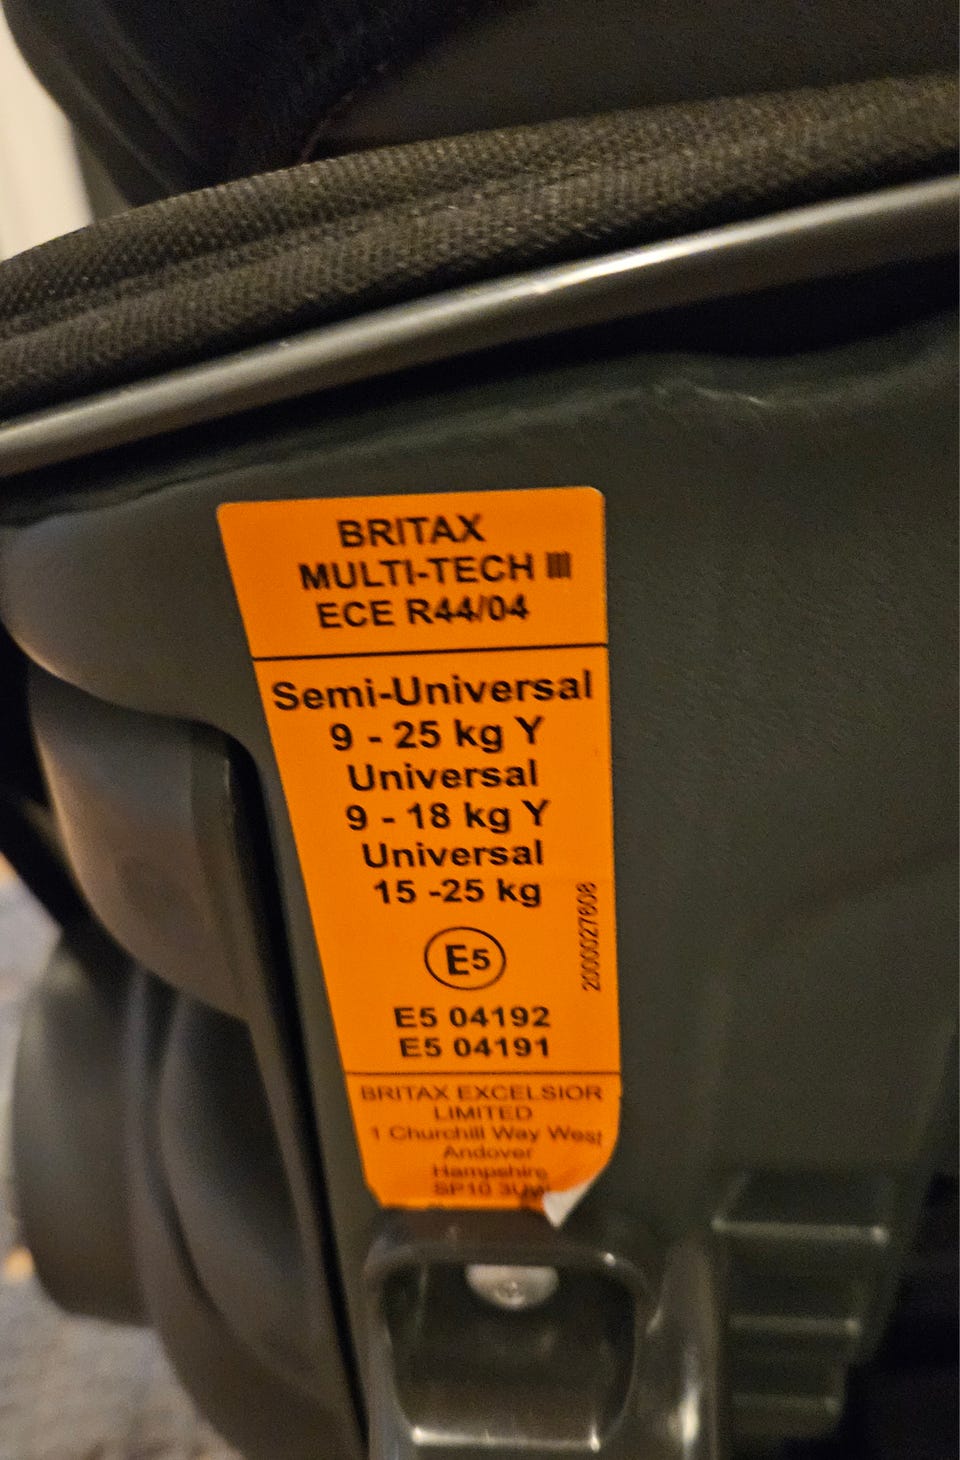 BRITAX
MULTI-TECH III
ECE R44/04
Semi-Universal
9 - 25 kg Y
Universal
9 - 18 kg Y
Universal
15 -25 kg
2000027608
E5
E5 04192
E5 04191
BRITAX EXCELSIOR
LIMITED
1 Churchill Way West
Andover
Hampshire
SP10